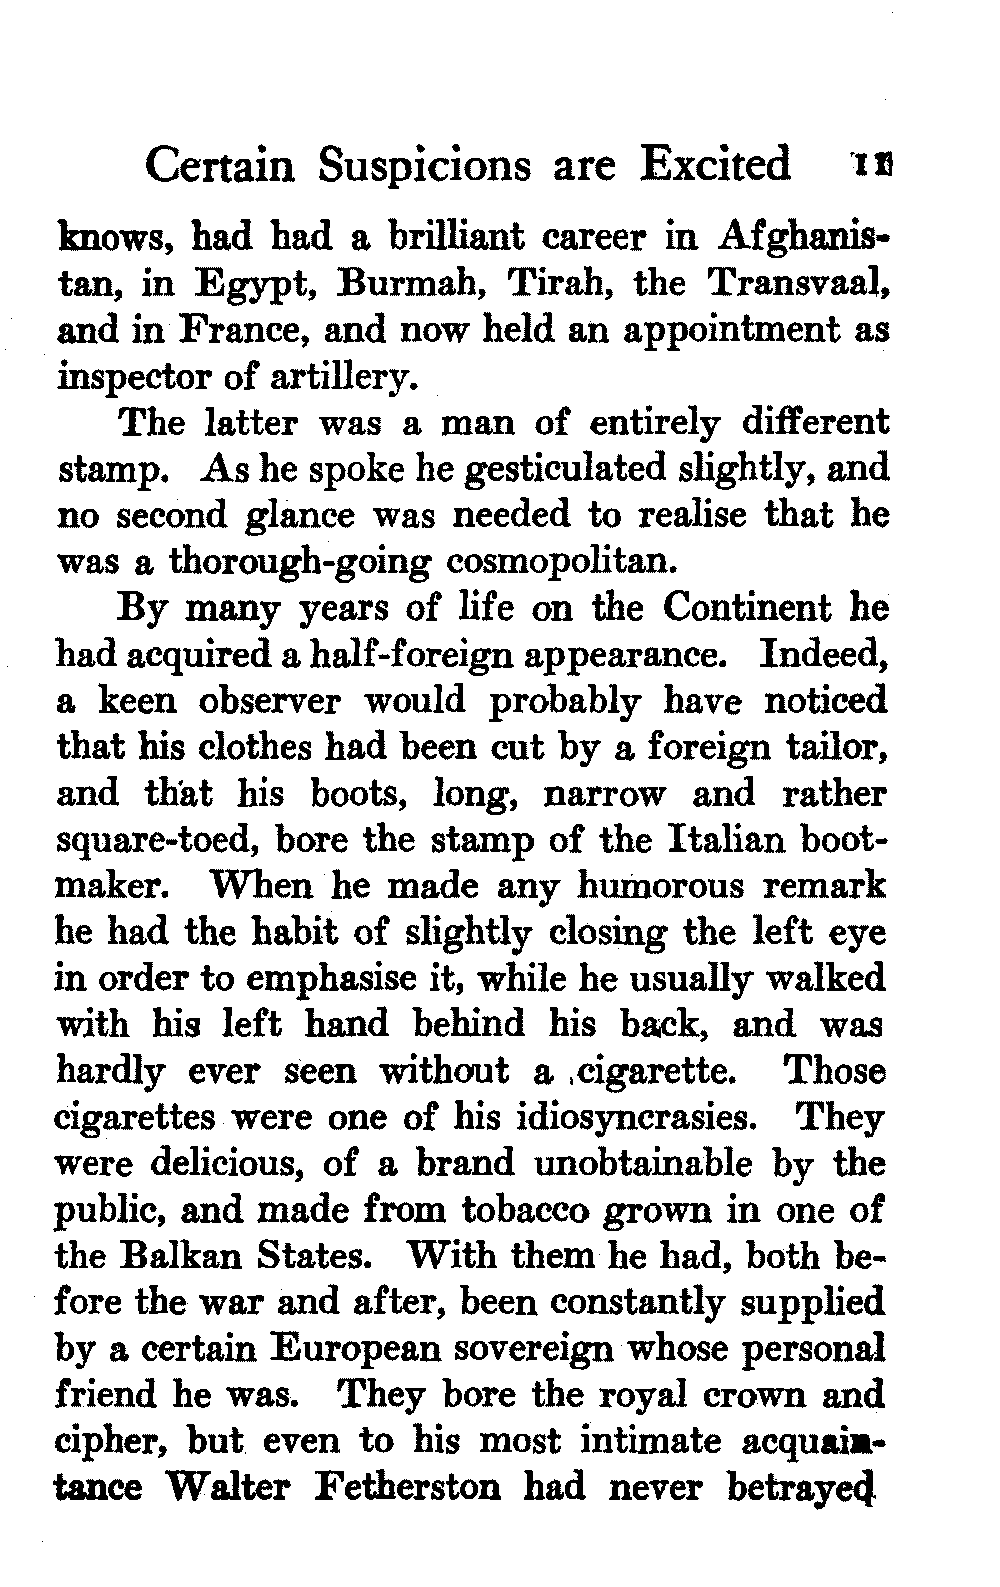 Certain Suspicions are Excited 11
knows, had had a brilliant career in Afghanis-
tan, in Egypt, Burmah, Tirah, the Transvaal,
and in France, and now held an appointment as
inspector of artillery.
The latter was a man of entirely different
stamp. As he spoke he gesticulated slightly, and
no second glance was needed to realise that he
was a thorough-going cosmopolitan.
By many years of life on the Continent he
had acquired a half-foreign appearance. Indeed,
a keen observer would probably have noticed
that his clothes had been cut by a foreign tailor,
and that his boots, long, narrow and rather
square-toed, bore the stamp of the Italian boot-
maker. When he made any humorous remark
he had the habit of slightly closing the left eye
in order to emphasise it, while he usually walked
with his left hand behind his back, and was
hardly ever seen without a cigarette. Those
cigarettes were one of his idiosyncrasies. They
were delicious, of a brand unobtainable by the
public, and made from tobacco grown in one of
the Balkan States. With them he had, both be-
fore the war and after, been constantly supplied
by a certain European sovereign whose personal
friend he was. They bore the royal crown and
cipher, but even to his most intimate acquain-
tance Walter Fetherston had never betrayed